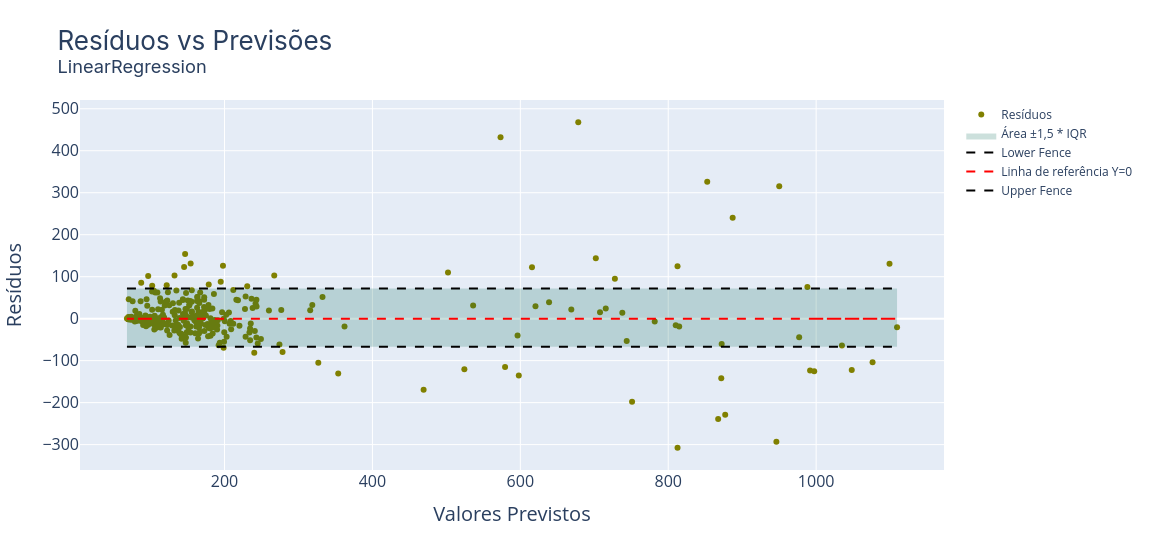 Resíduos vs Previsões
LinearRegression
Resíduos
500
400
300
200
100
0
−100
−200
−300
200
400
600
800
1000
Valores Previstos
Resíduos
Área ±1,5 * IQR
Lower Fence
Linha de referência Y=0
Upper Fence